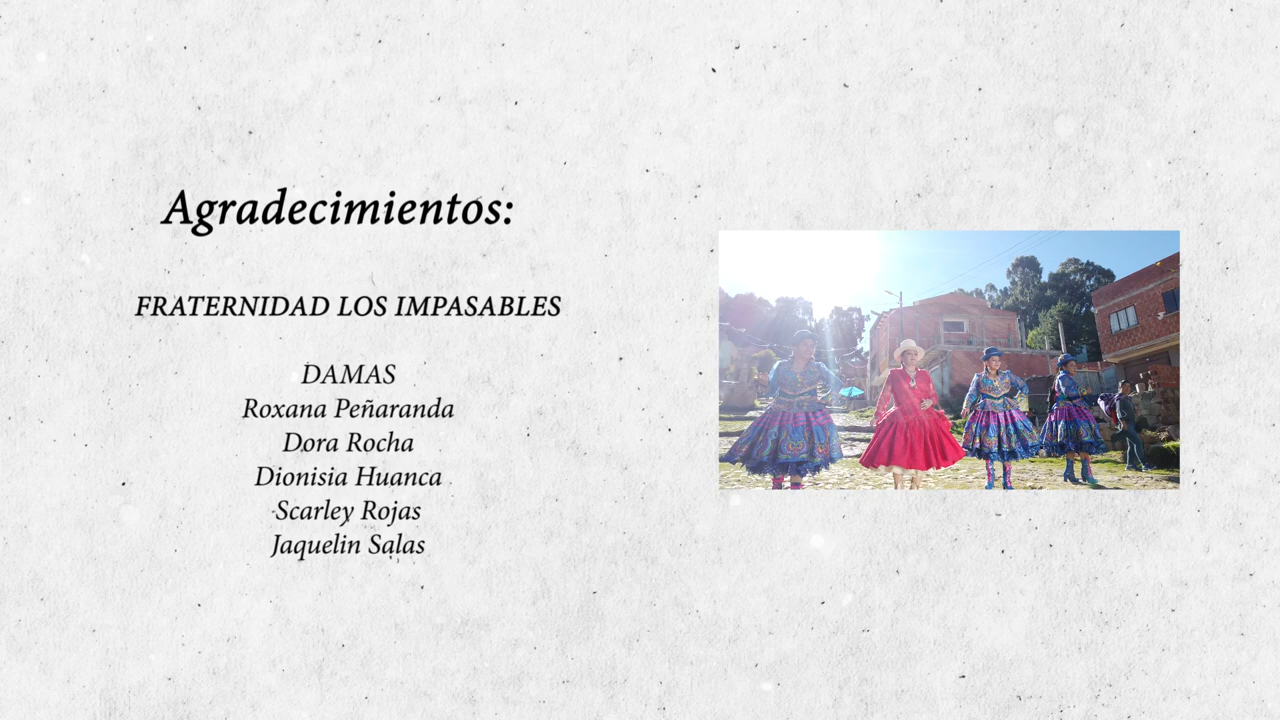 Agradecimientos:
FRATERNIDAD LOS IMPASABLES
DAMAS
Roxana Peñaranda
Dora Rocha
Dionisia Huanca
Scarley Rojas
Jaquelin Salas